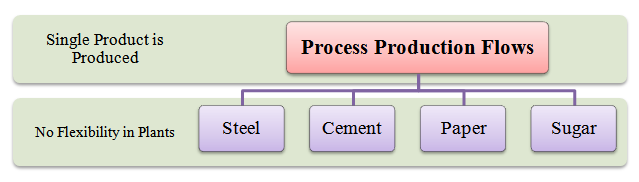 Single Product is
Produced
Process Production Flows
No Flexibility in Plants
Steel
Cement
Paper
Sugar